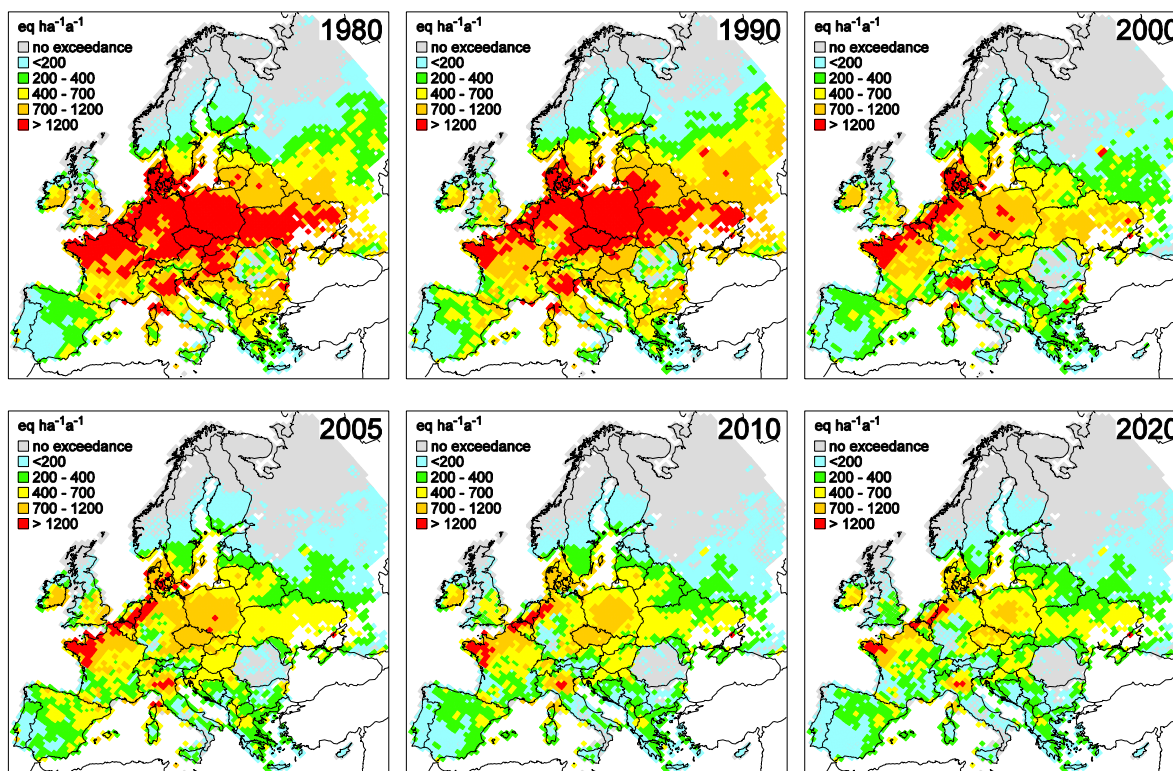 eq ha⁻¹a⁻¹ 1980
no exceedance
<200
200 - 400
400 - 700
700 - 1200
> 1200
eq ha⁻¹a⁻¹ 1990
no exceedance
<200
200 - 400
400 - 700
700 - 1200
> 1200
eq ha⁻¹a⁻¹ 2000
no exceedance
<200
200 - 400
400 - 700
700 - 1200
> 1200
eq ha⁻¹a⁻¹ 2005
no exceedance
<200
200 - 400
400 - 700
700 - 1200
> 1200
eq ha⁻¹a⁻¹ 2010
no exceedance
<200
200 - 400
400 - 700
700 - 1200
> 1200
eq ha⁻¹a⁻¹ 2020
no exceedance
<200
200 - 400
400 - 700
700 - 1200
> 1200